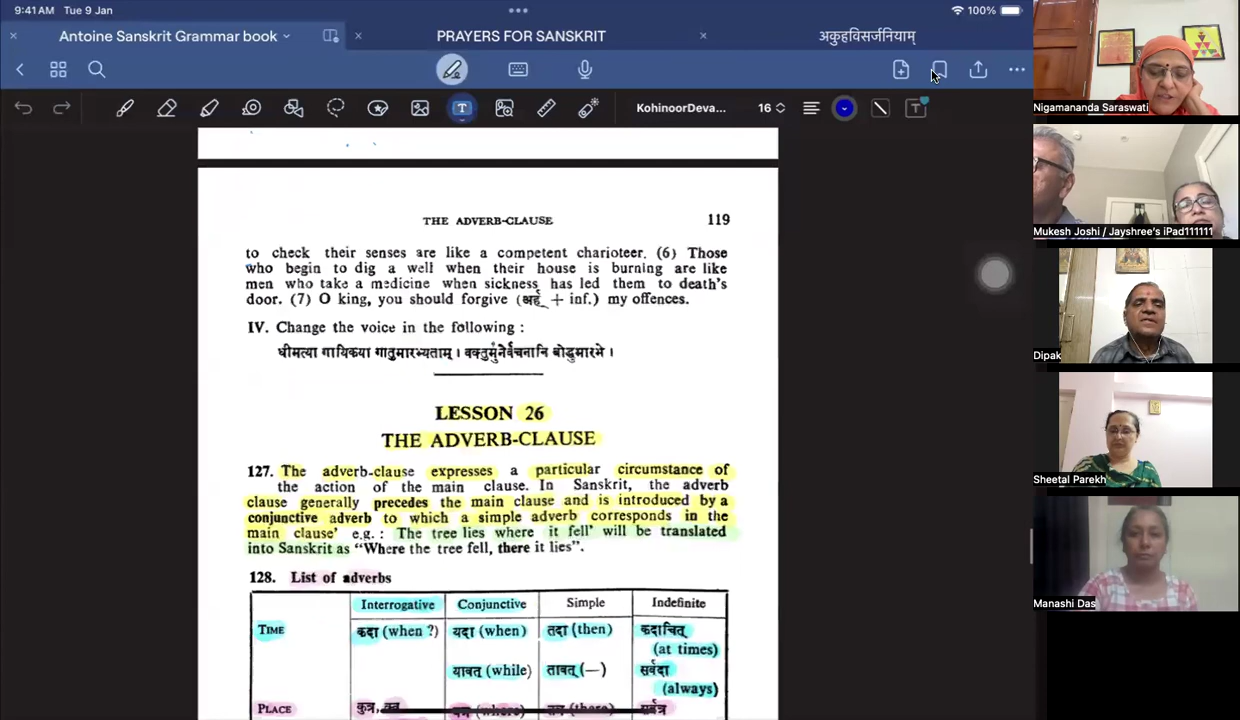 9:41 AM Tue 9 Jan
100%
Antoine Sanskrit Grammar book
PRAYERS FOR SANSKRIT
अकुहविसर्जनियाम्
KohinoorDeva...
16
THE ADVERB-CLAUSE 119
to check their senses are like a competent charioteer. (6) Those
who begin to dig a well when their house is burning are like
men who take a medicine when sickness has led them to death's
door. (7) O king, you should forgive (अर्ह् + inf.) my offences.
IV. Change the voice in the following :
धीमत्या गायिकया गातुमारभ्यताम् । वक्तुर्मुनेर्वचनानि बोद्धुमारभे ।
LESSON 26
THE ADVERB-CLAUSE
127. The adverb-clause expresses a particular circumstance of
the action of the main clause. In Sanskrit, the adverb
clause generally precedes the main clause and is introduced by a
conjunctive adverb to which a simple adverb corresponds in the
main clause' e.g.: The tree lies where it fell' will be translated
into Sanskrit as "Where the tree fell, there it lies".
128. List of adverbs
Interrogative Conjunctive Simple Indefinite
TIME कदा (when ?) यदा (when) तदा (then) कदाचित्
(at times)
यावत् (while) तावत् (—) सर्वदा
(always)
PLACE कुत्र, क्व यत्र (where) तत्र (there) सर्वत्र
Nigamananda Saraswati
Mukesh Joshi / Jayshree's iPad111111
Dipak
Sheetal Parekh
Manashi Das